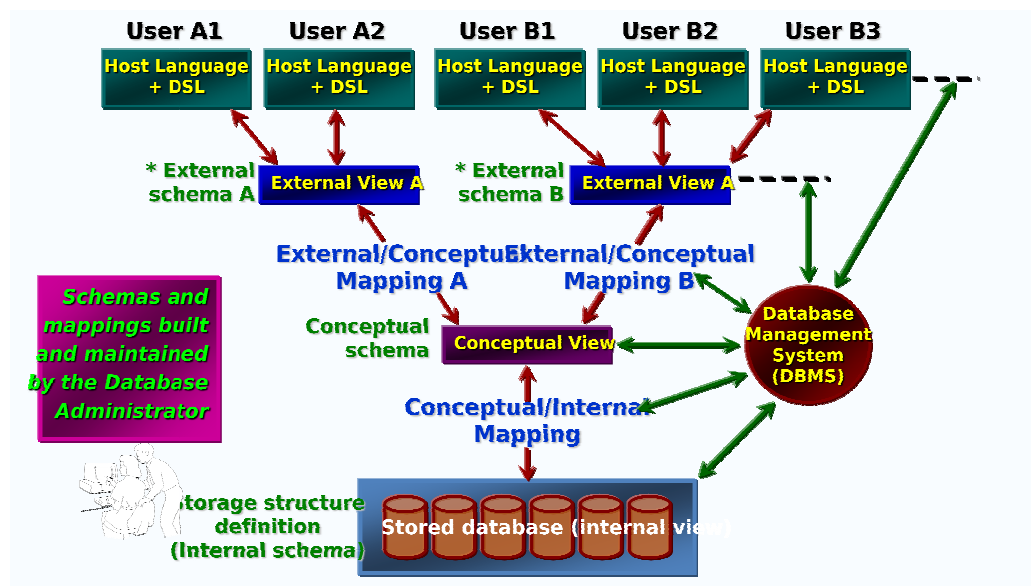 User A1
User A2
User B1
User B2
User B3
Host Language
+ DSL
Host Language
+ DSL
Host Language
+ DSL
Host Language
+ DSL
Host Language
+ DSL
* External
schema A
External View A
* External
schema B
External View A
External/Conceptual
Mapping A
External/Conceptual
Mapping B
Schemas and
mappings built
and maintained
by the Database
Administrator
Conceptual
schema
Conceptual View
Database
Management
System
(DBMS)
Conceptual/Internal
Mapping
Storage structure
definition
(Internal schema)
Stored database (internal view)